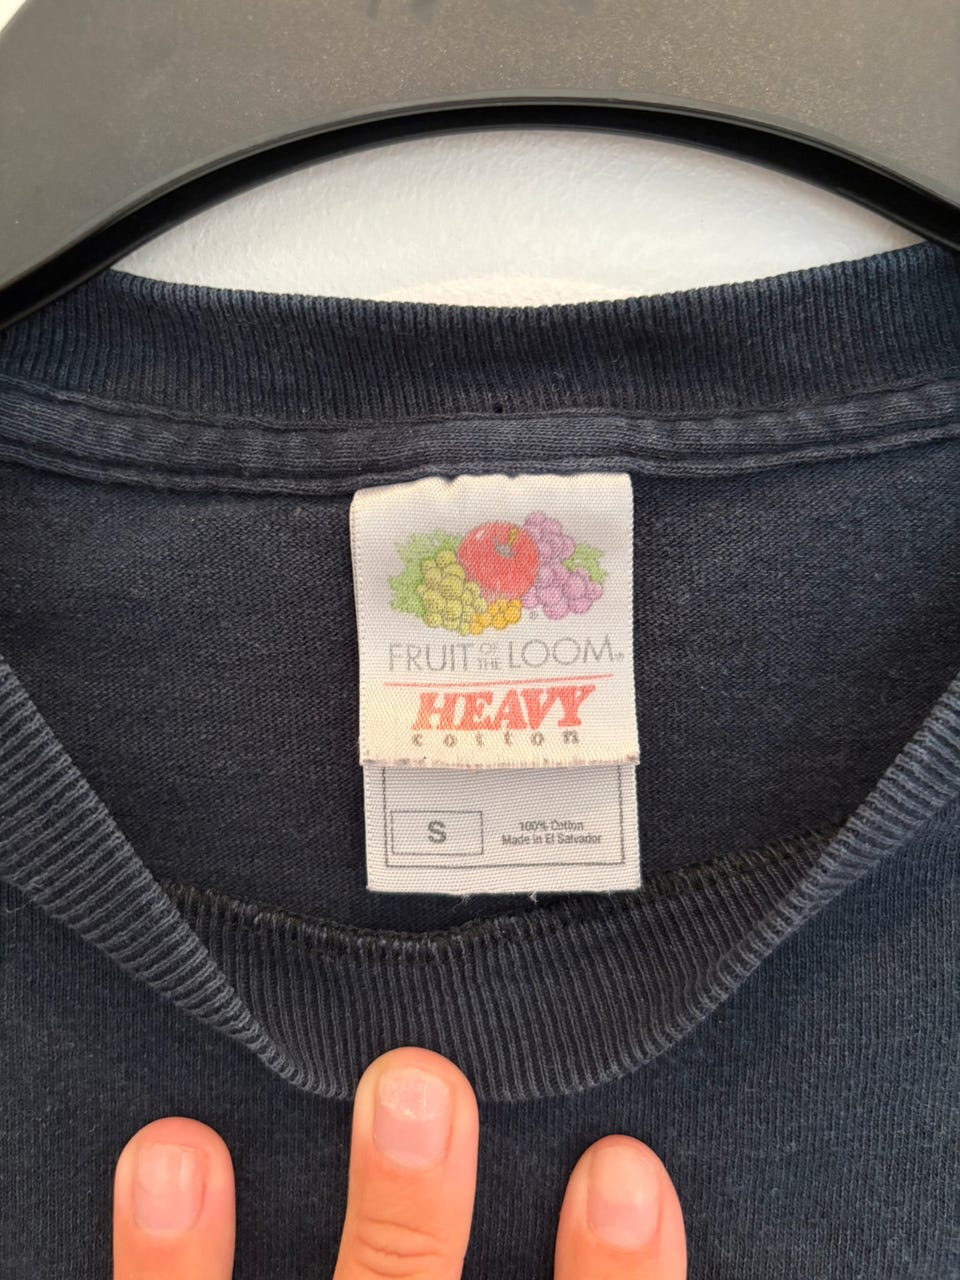 FRUIT OF THE LOOM®
HEAVY
cotton
S
100% Cotton
Made in El Salvador